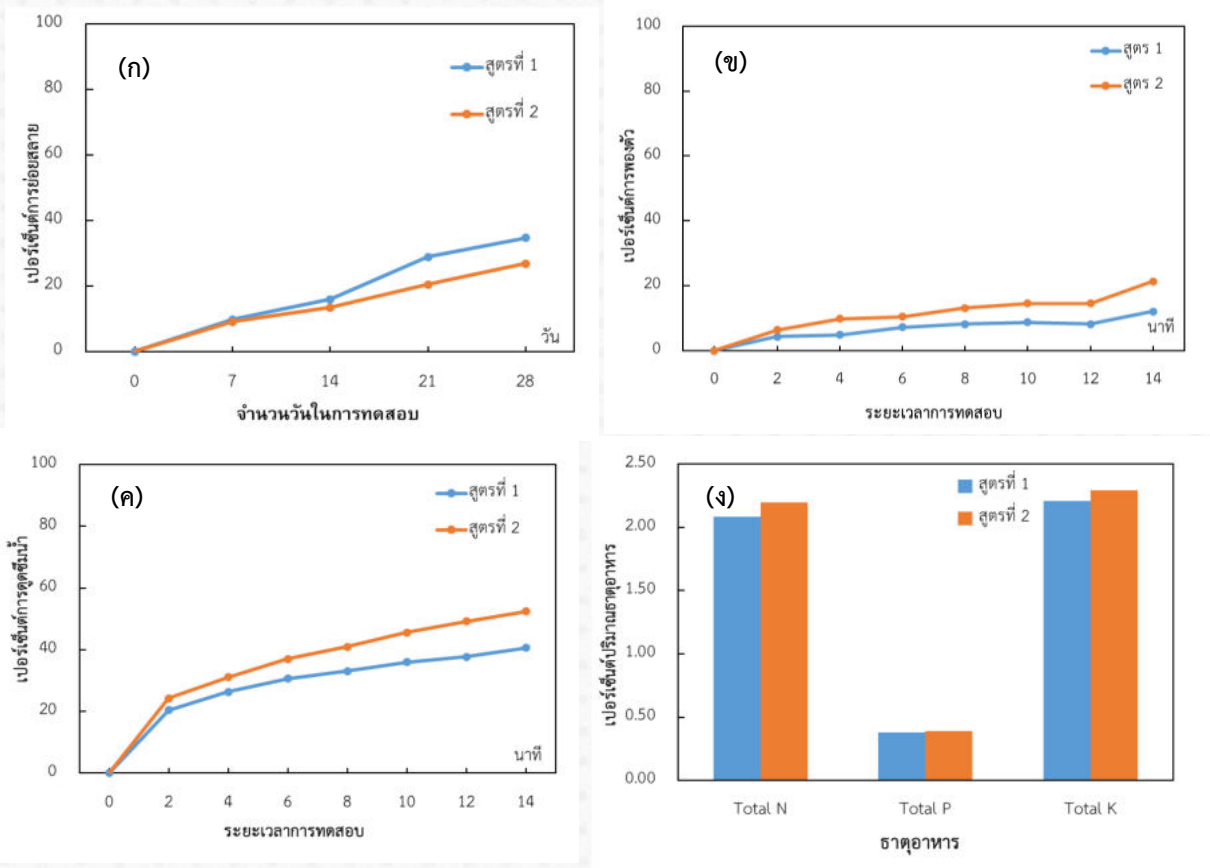 (ก)
สูตรที่ 1
สูตรที่ 2
เปอร์เซ็นต์การย่อยสลาย
100
80
60
40
20
0
วัน
0 7 14 21 28
จำนวนวันในการทดสอบ
(ข)
สูตร 1
สูตร 2
เปอร์เซ็นต์การพองตัว
100
80
60
40
20
0
นาที
0 2 4 6 8 10 12 14
ระยะเวลาการทดสอบ
(ค)
สูตรที่ 1
สูตรที่ 2
เปอร์เซ็นต์การดูดซึมน้ำ
100
80
60
40
20
0
นาที
0 2 4 6 8 10 12 14
ระยะเวลาการทดสอบ
(ง)
สูตรที่ 1
สูตรที่ 2
เปอร์เซ็นต์ปริมาณธาตุอาหาร
2.50
2.00
1.50
1.00
0.50
0.00
Total N Total P Total K
ธาตุอาหาร